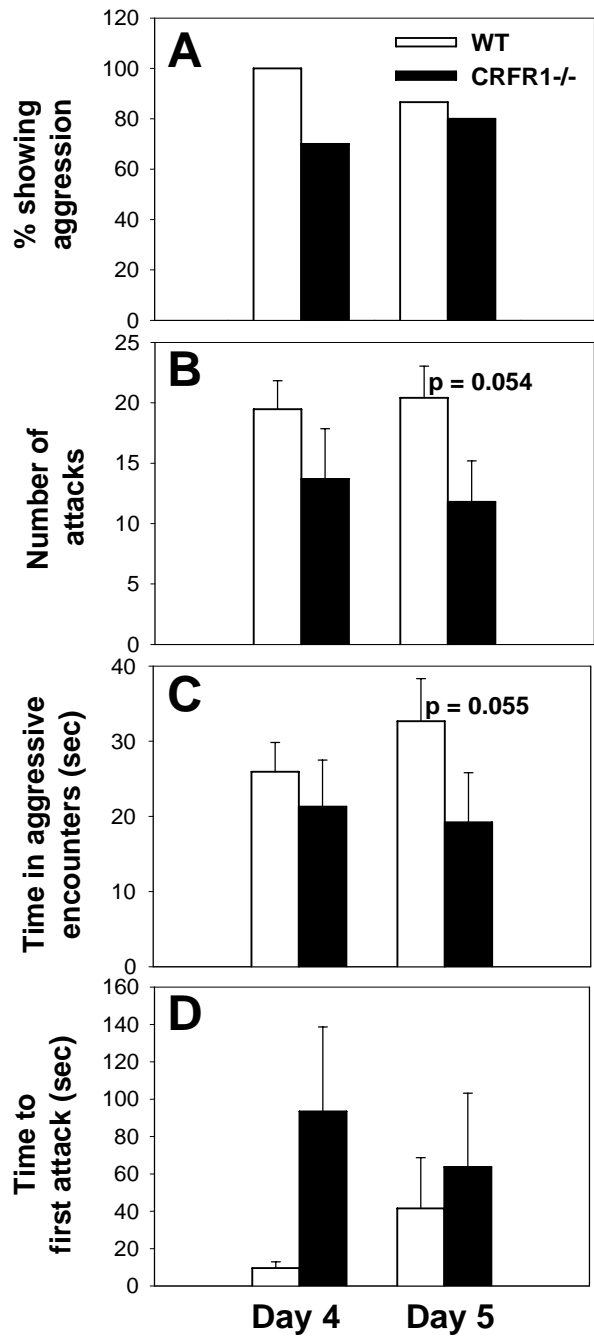 A
WT
CRFR1-/-
% showing
aggression
120
100
80
60
40
20
0
B
p = 0.054
Number of
attacks
25
20
15
10
5
0
C
p = 0.055
Time in aggressive
encounters (sec)
40
30
20
10
0
D
Time to
first attack (sec)
160
140
120
100
80
60
40
20
0
Day 4
Day 5